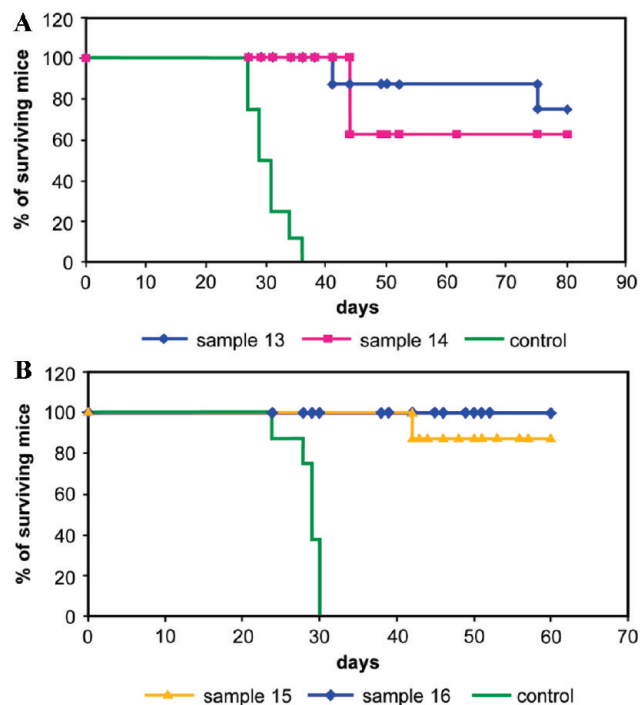 A
120
100
80
60
40
20
0
% of surviving mice
0 10 20 30 40 50 60 70 80 90
days
sample 13 sample 14 control
B
120
100
80
60
40
20
0
% of surviving mice
0 10 20 30 40 50 60 70
days
sample 15 sample 16 control